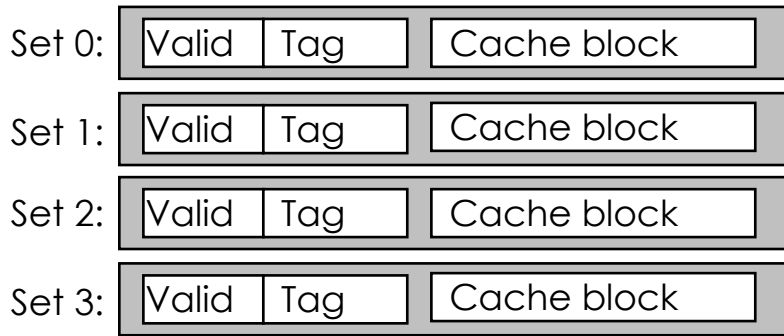 Set 0: Valid Tag Cache block
Set 1: Valid Tag Cache block
Set 2: Valid Tag Cache block
Set 3: Valid Tag Cache block